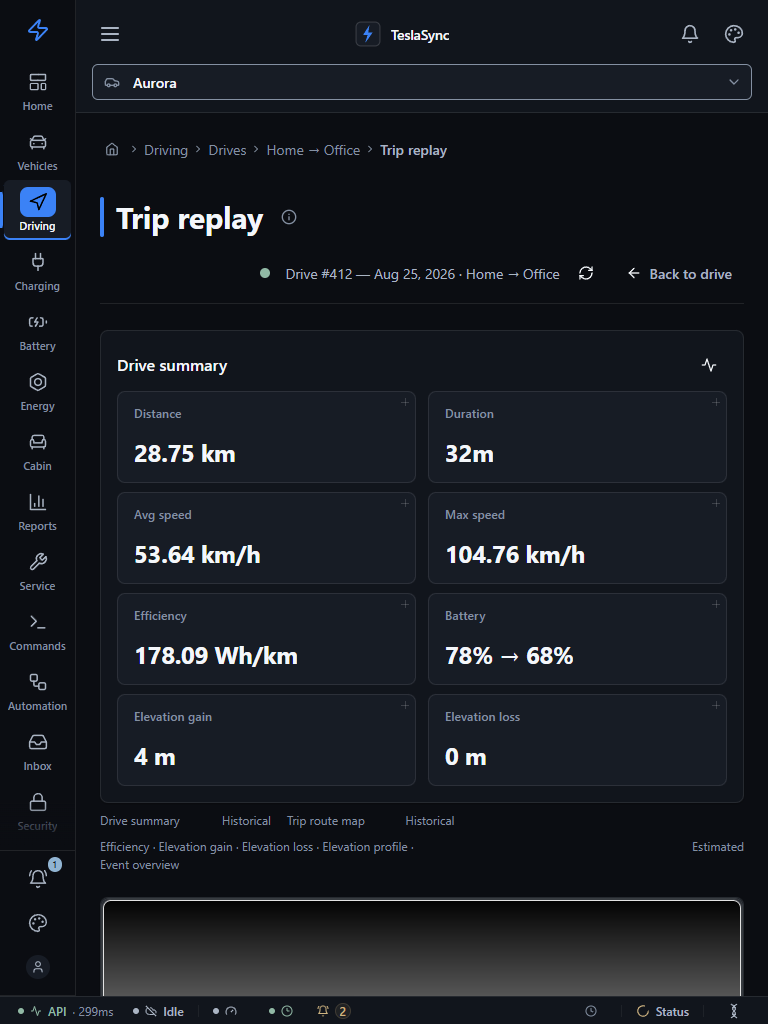 TeslaSync
Aurora
Home
Vehicles
Driving
Charging
Battery
Energy
Cabin
Reports
Service
Commands
Automation
Inbox
Security
1
Driving > Drives > Home → Office > Trip replay
Trip replay
Drive #412 — Aug 25, 2026 · Home → Office
← Back to drive
Drive summary
Distance
28.75 km
Duration
32m
Avg speed
53.64 km/h
Max speed
104.76 km/h
Efficiency
178.09 Wh/km
Battery
78% → 68%
Elevation gain
4 m
Elevation loss
0 m
Drive summary Historical Trip route map Historical
Efficiency · Elevation gain · Elevation loss · Elevation profile ·
Event overview
Estimated
API · 299ms
Idle
2
Status